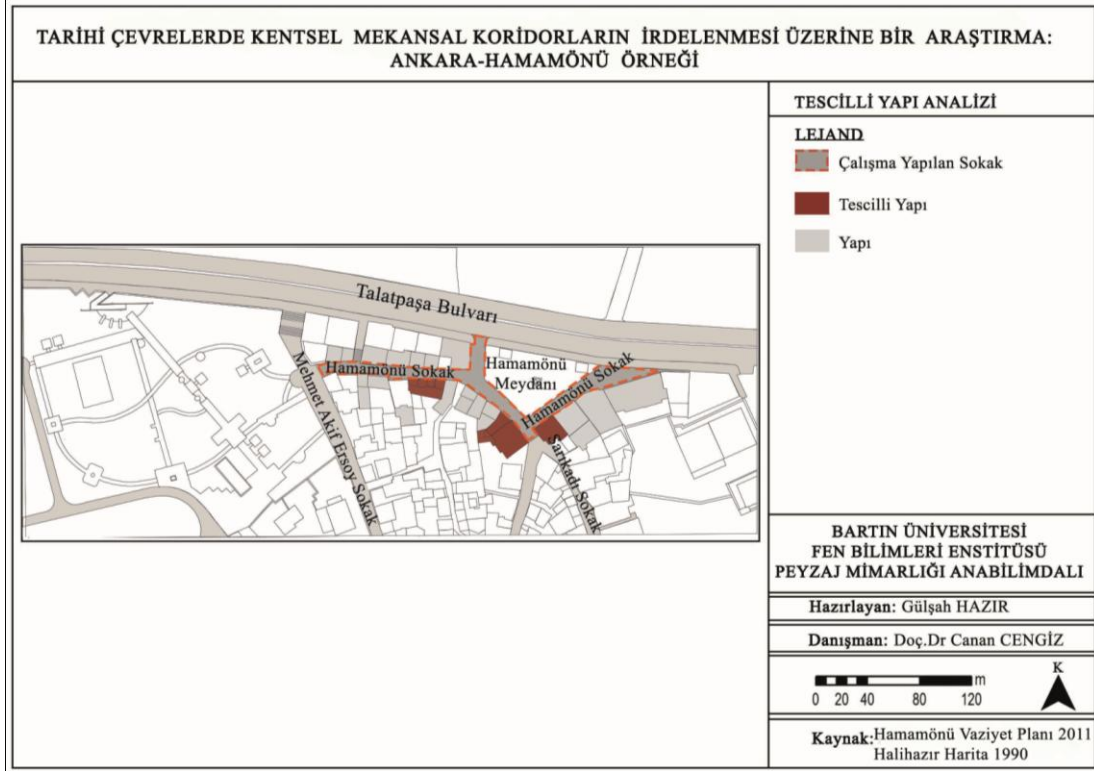 TARİHİ ÇEVRELERDE KENTSEL MEKANSAL KORİDORLARIN İRDELENMESİ ÜZERİNE BİR ARAŞTIRMA:
ANKARA-HAMAMÖNÜ ÖRNEĞİ
TESCİLLİ YAPI ANALİZİ
LEJAND
Çalışma Yapılan Sokak
Tescilli Yapı
Yapı
Talatpaşa Bulvarı
Hamamönü Sokak
Hamamönü
Meydanı
Hamamönü Sokak
Mehmet Akif Ersoy Sokak
Sarıkadı Sokak
BARTIN ÜNİVERSİTESİ
FEN BİLİMLERİ ENSTİTÜSÜ
PEYZAJ MİMARLIĞI ANABİLİMDALI
Hazırlayan: Gülşah HAZIR
Danışman: Doç.Dr Canan CENGİZ
m
0 20 40 80 120
K
Kaynak: Hamamönü Vaziyet Planı 2011
Halihazır Harita 1990